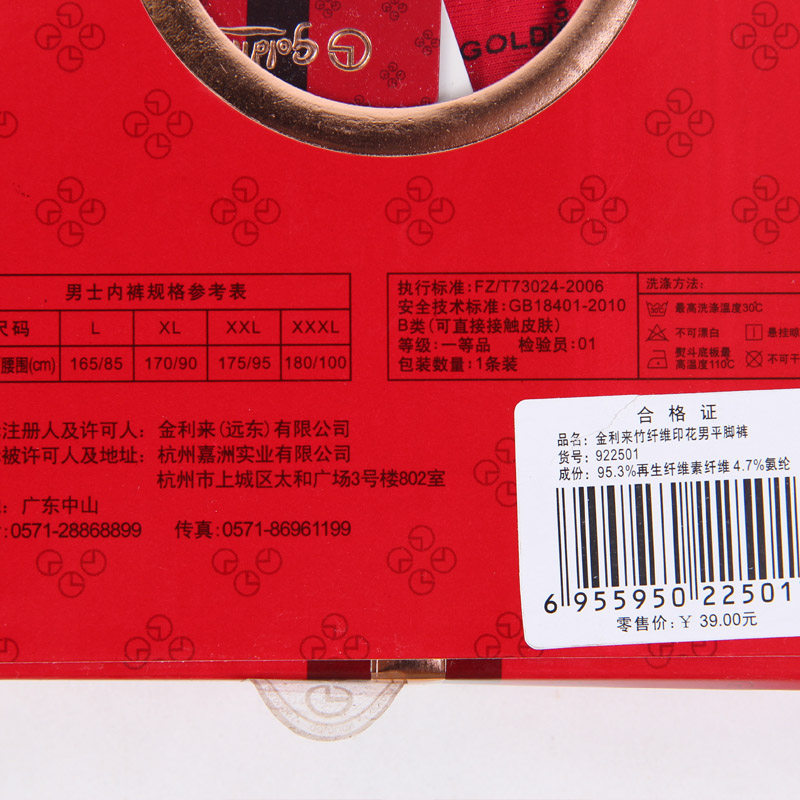 Goldlion
GOLDL
男士内裤规格参考表
尺码 L XL XXL XXXL
腰围(cm) 165/85 170/90 175/95 180/100
执行标准:FZ/T73024-2006
安全技术标准:GB18401-2010
B类(可直接接触皮肤)
等级:一等品 检验员:01
包装数量:1条装
洗涤方法:
最高洗涤温度30℃
不可漂白 悬挂晾
熨斗底板最高温度110℃ 不可干
注册人及许可人: 金利来(远东)有限公司
被许可人及地址: 杭州嘉洲实业有限公司
杭州市上城区太和广场3号楼802室
: 广东中山
:0571-28868899 传真:0571-86961199
合格证
品名: 金利来竹纤维印花男平脚裤
货号: 922501
成份: 95.3%再生纤维素纤维 4.7%氨纶
6 955950 22501
零售价: ¥ 39.00元